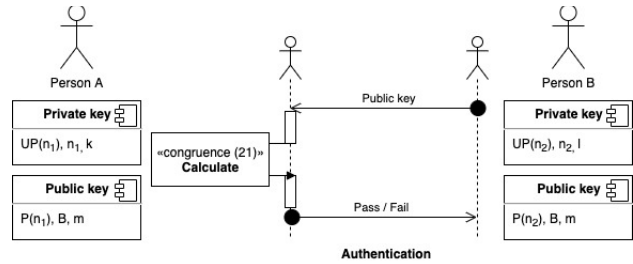 Person A
Private key
UP(n₁), n₁, k
Public key
P(n₁), B, m
Public key
«congruence (21)»
Calculate
Pass / Fail
Authentication
Person B
Private key
UP(n₂), n₂, l
Public key
P(n₂), B, m